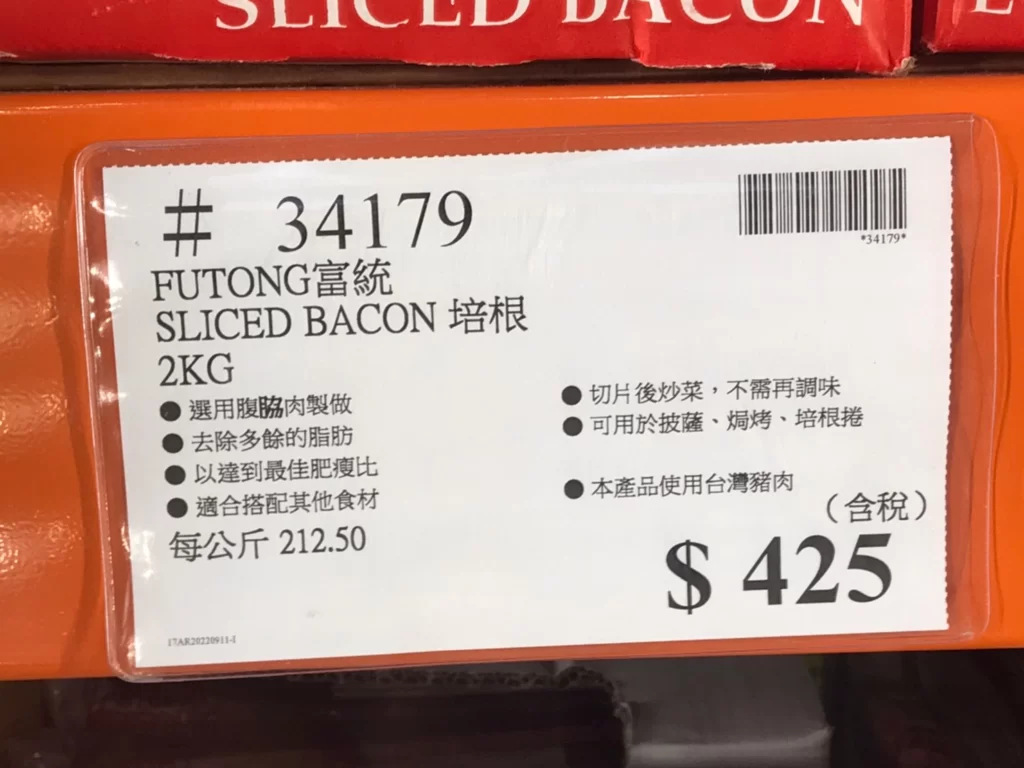 SLICED BACON
# 34179
*34179*
FUTONG富統
SLICED BACON 培根
2KG
●選用腹脇肉製做
●去除多餘的脂肪
●以達到最佳肥瘦比
●適合搭配其他食材
●切片後炒菜，不需再調味
●可用於披薩、焗烤、培根捲
●本產品使用台灣豬肉
每公斤 212.50
（含稅）
$ 425
17AR20220911-1